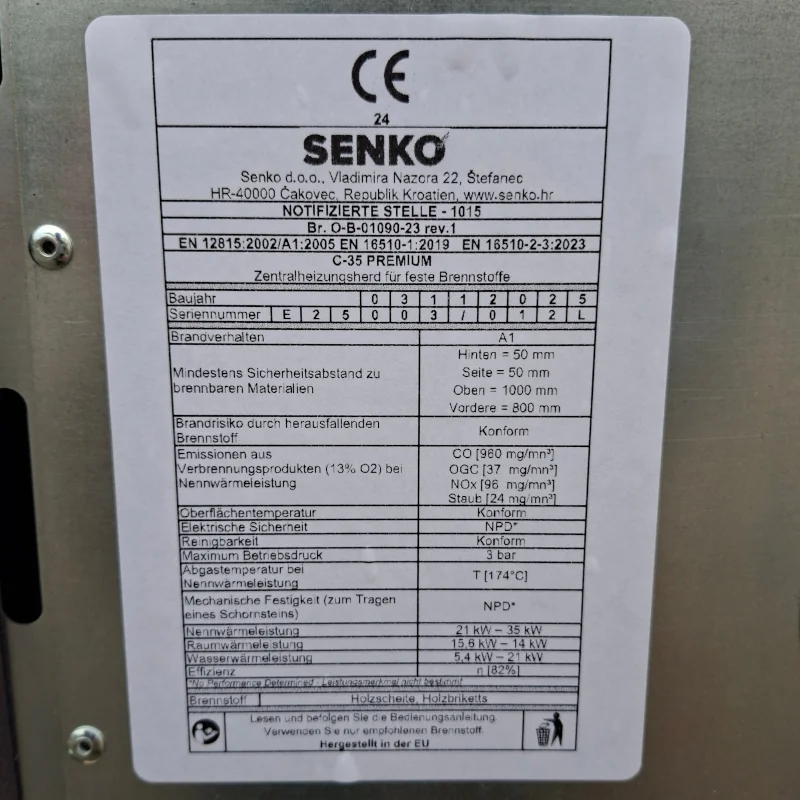 CE
24
SENKO
Senko d.o.o., Vladimira Nazora 22, Štefanec
HR-40000 Čakovec, Republik Kroatien, www.senko.hr
NOTIFIZIERTE STELLE - 1015
Br. O-B-01090-23 rev.1
EN 12815:2002/A1:2005 EN 16510-1:2019 EN 16510-2-3:2023
C-35 PREMIUM
Zentralheizungsherd für feste Brennstoffe
Baujahr 0 3 1 1 2 0 2 5
Seriennummer E 2 5 0 0 3 / 0 1 2 L
Brandverhalten A1
Mindestens Sicherheitsabstand zu
brennbaren Materialien
Hinten = 50 mm
Seite = 50 mm
Oben = 1000 mm
Vordere = 800 mm
Brandrisiko durch herausfallenden
Brennstoff
Konform
Emissionen aus
Verbrennungsprodukten (13% O2) bei
Nennwärmeleistung
CO [960 mg/mn³]
OGC [37 mg/mn³]
NOx [96 mg/mn³]
Staub [24 mg/mn³]
Oberflächentemperatur Konform
Elektrische Sicherheit NPD*
Reinigbarkeit Konform
Maximum Betriebsdruck 3 bar
Abgastemperatur bei
Nennwärmeleistung
T [174°C]
Mechanische Festigkeit (zum Tragen
eines Schornsteins)
NPD*
Nennwärmeleistung 21 kW – 35 kW
Raumwärmeleistung 15,6 kW – 14 kW
Wasserwärmeleistung 5,4 kW – 21 kW
Effizienz η [82%]
*No Performance Determined - Leistungsmerkmal nicht bestimmt
Brennstoff Holzscheite, Holzbriketts
Lesen und befolgen Sie die Bedienungsanleitung.
Verwenden Sie nur empfohlenen Brennstoff.
Hergestellt in der EU